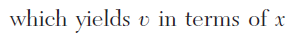 which yields v in terms of x